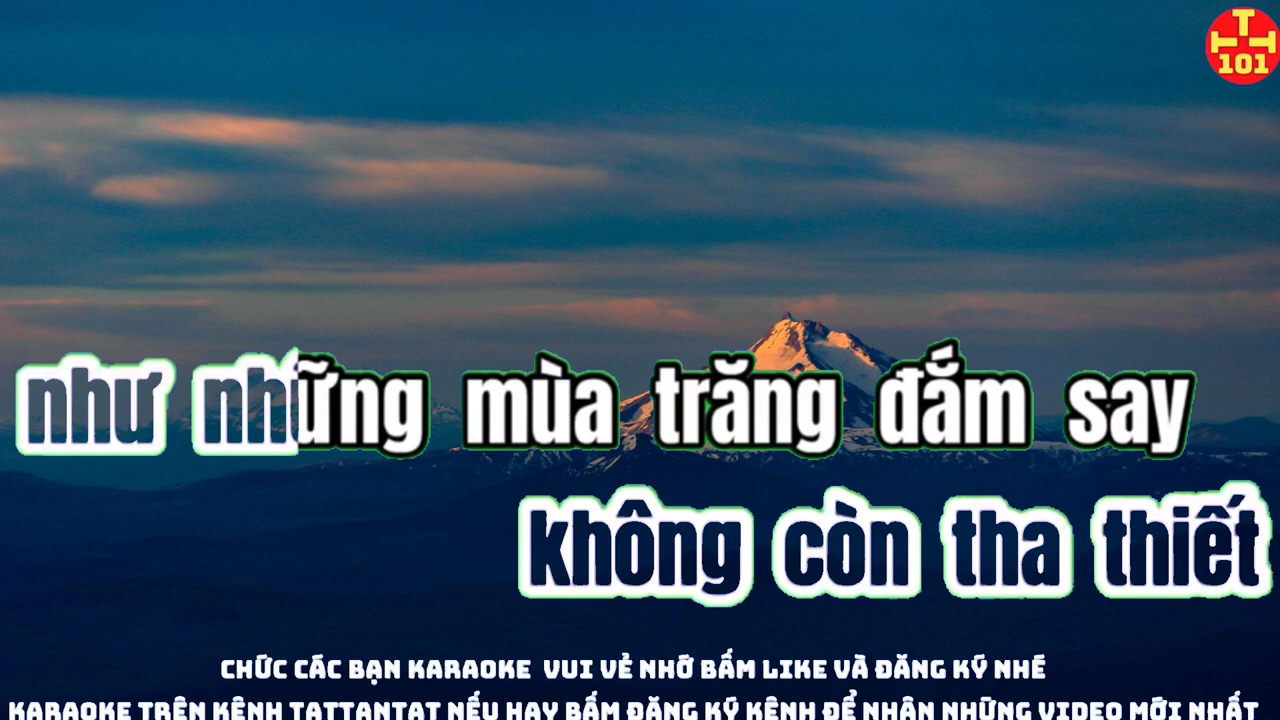 TTT
101
như những mùa trăng đắm say
không còn tha thiết
CHỨC CÁC BẠN KARAOKE VUI VẺ NHỚ BẤM LIKE VÀ ĐĂNG KÝ NHÉ
KARAOKE TRÊN KÊNH TATTANTAT NẾU HAY BẤM ĐĂNG KÝ KÊNH ĐỂ NHẬN NHỮNG VIDEO MỚI NHẤT